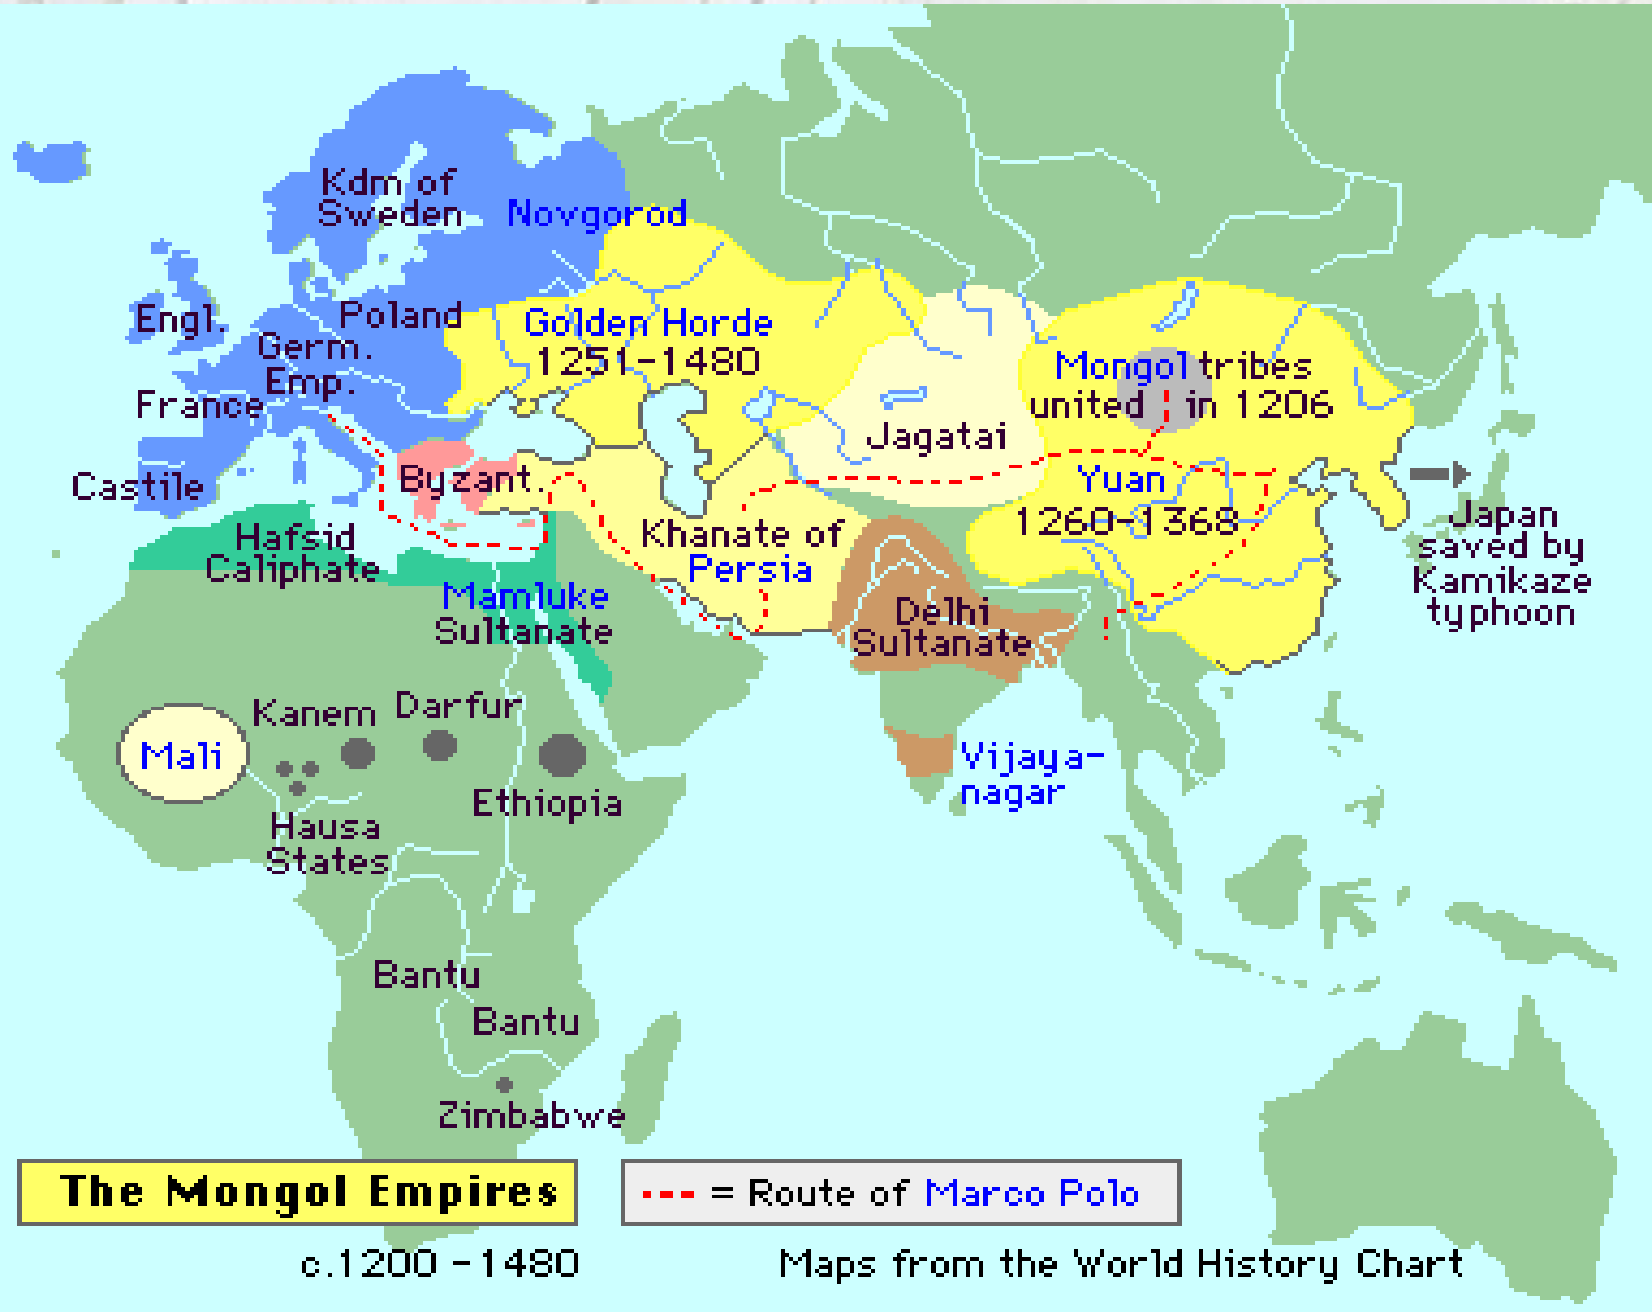 Kdm of
Sweden
Novgorod
Engl.
Poland
Germ.
Emp.
France
Castile
Golden Horde
1251-1480
Mongol tribes
united in 1206
Jagatai
Byzant.
Yuan
1260-1368
Hafsid
Caliphate
Khanate of
Persia
Japan
saved by
Kamikaze
typhoon
Mamluke
Sultanate
Delhi
Sultanate
Kanem
Darfur
Mali
Vijaya-
nagar
Ethiopia
Hausa
States
Bantu
Bantu
Zimbabwe
The Mongol Empires
= Route of Marco Polo
c.1200 - 1480
Maps from the World History Chart